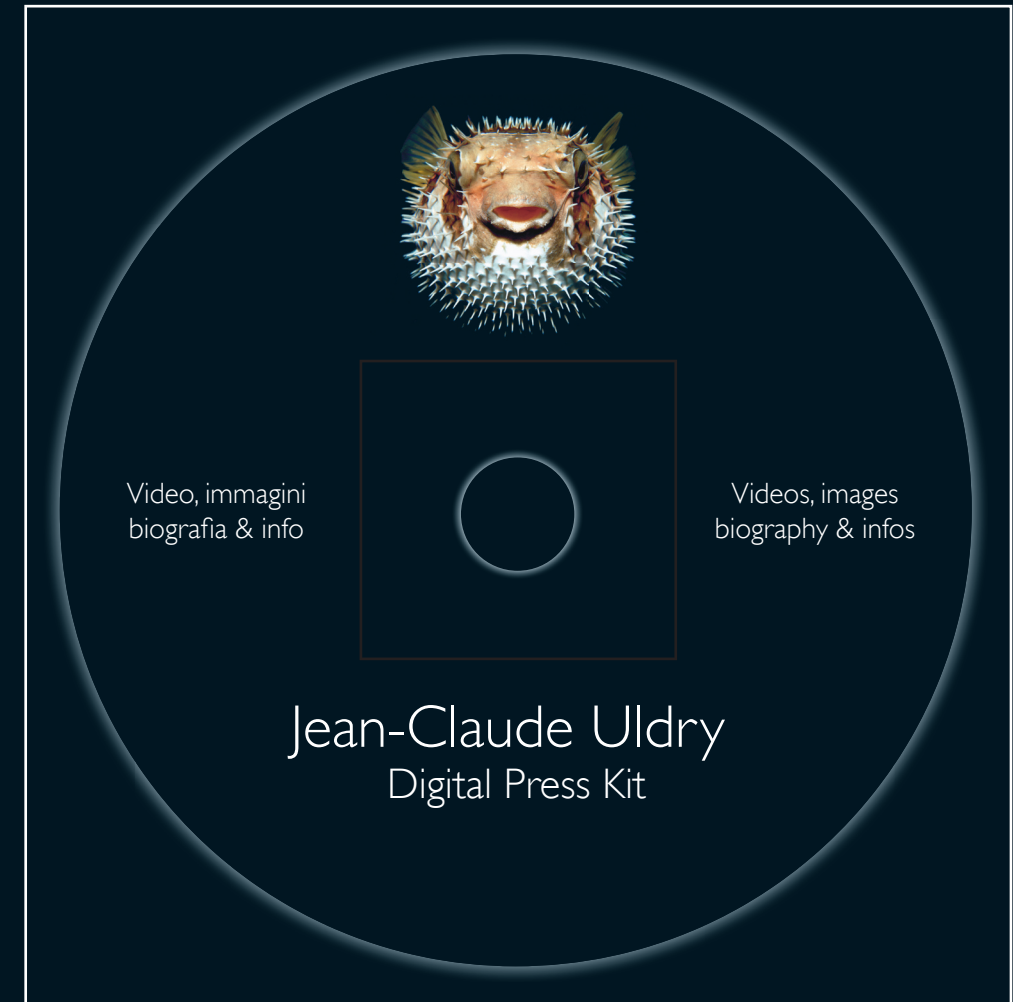 Video, immagini
biografia & info
Videos, images
biography & infos
Jean-Claude Uldry
Digital Press Kit